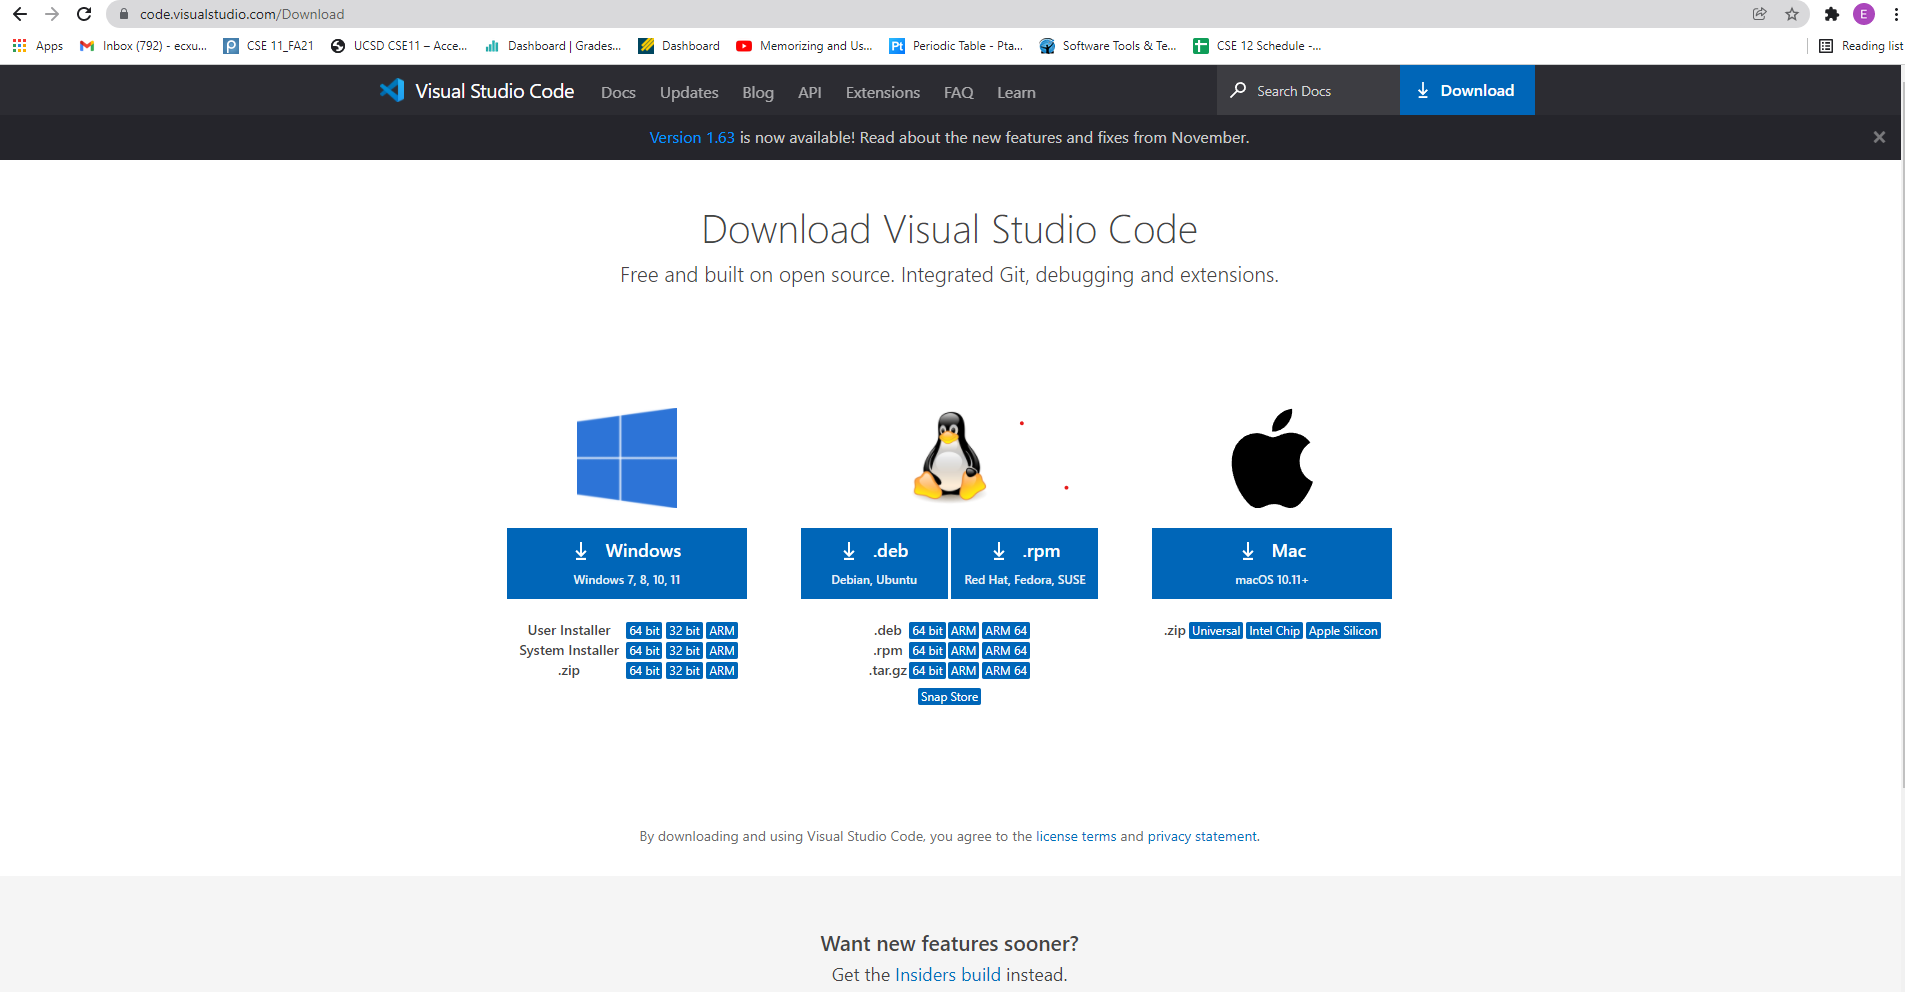 code.visualstudio.com/Download
E
Apps Inbox (792) - ecxu... CSE 11_FA21 UCSD CSE11 – Acce... Dashboard | Grades... Dashboard Memorizing and Us... Pt Periodic Table - Pta... Software Tools & Te... CSE 12 Schedule -... Reading list
Visual Studio Code Docs Updates Blog API Extensions FAQ Learn Search Docs Download
Version 1.63 is now available! Read about the new features and fixes from November.
Download Visual Studio Code
Free and built on open source. Integrated Git, debugging and extensions.
Windows
Windows 7, 8, 10, 11
User Installer 64 bit 32 bit ARM
System Installer 64 bit 32 bit ARM
.zip 64 bit 32 bit ARM
.deb
Debian, Ubuntu
.rpm
Red Hat, Fedora, SUSE
.deb 64 bit ARM ARM 64
.rpm 64 bit ARM ARM 64
.tar.gz 64 bit ARM ARM 64
Snap Store
Mac
macOS 10.11+
.zip Universal Intel Chip Apple Silicon
By downloading and using Visual Studio Code, you agree to the license terms and privacy statement.
Want new features sooner?
Get the Insiders build instead.